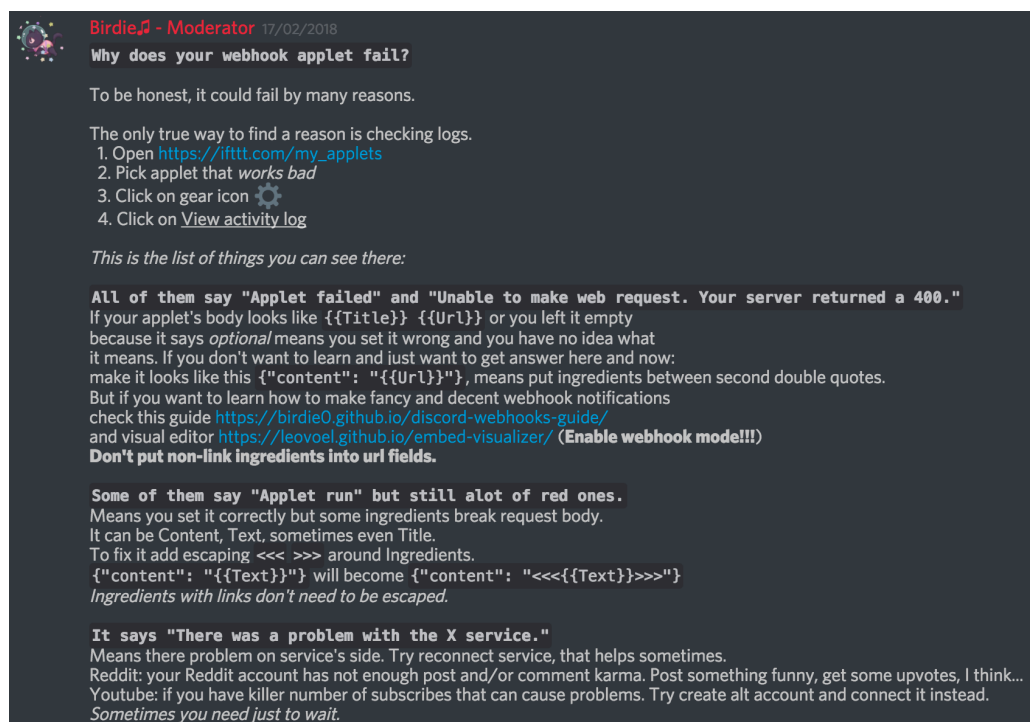 Birdie♫ - Moderator 17/02/2018
Why does your webhook applet fail?
To be honest, it could fail by many reasons.
The only true way to find a reason is checking logs.
1. Open https://ifttt.com/my_applets
2. Pick applet that works bad
3. Click on gear icon
4. Click on View activity log
This is the list of things you can see there:
All of them say "Applet failed" and "Unable to make web request. Your server returned a 400."
If your applet's body looks like {{Title}} {{Url}} or you left it empty
because it says optional means you set it wrong and you have no idea what
it means. If you don't want to learn and just want to get answer here and now:
make it looks like this {"content": "{{Url}}"}, means put ingredients between second double quotes.
But if you want to learn how to make fancy and decent webhook notifications
check this guide https://birdie0.github.io/discord-webhooks-guide/
and visual editor https://leovoel.github.io/embed-visualizer/ (Enable webhook mode!!!)
Don't put non-link ingredients into url fields.
Some of them say "Applet run" but still alot of red ones.
Means you set it correctly but some ingredients break request body.
It can be Content, Text, sometimes even Title.
To fix it add escaping <<< >>> around Ingredients.
{"content": "{{Text}}"} will become {"content": "<<<{{Text}}>>>"}
Ingredients with links don't need to be escaped.
It says "There was a problem with the X service."
Means there problem on service's side. Try reconnect service, that helps sometimes.
Reddit: your Reddit account has not enough post and/or comment karma. Post something funny, get some upvotes, I think...
Youtube: if you have killer number of subscribes that can cause problems. Try create alt account and connect it instead.
Sometimes you need just to wait.